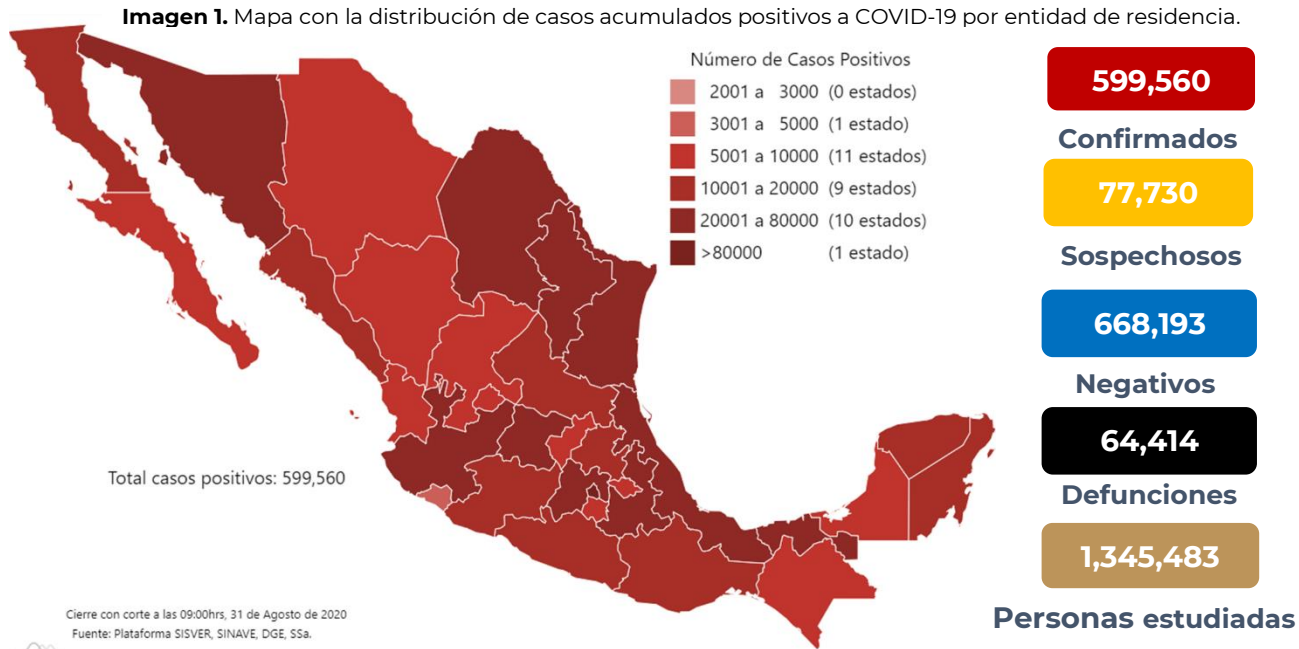 Imagen 1. Mapa con la distribución de casos acumulados positivos a COVID-19 por entidad de residencia.
Número de Casos Positivos
2001 a 3000 (0 estados)
3001 a 5000 (1 estado)
5001 a 10000 (11 estados)
10001 a 20000 (9 estados)
20001 a 80000 (10 estados)
>80000 (1 estado)
599,560
Confirmados
77,730
Sospechosos
668,193
Negativos
64,414
Defunciones
1,345,483
Personas estudiadas
Total casos positivos: 599,560
Cierre con corte a las 09:00hrs, 31 de Agosto de 2020
Fuente: Plataforma SISVER, SINAVE, DGE, SSa.